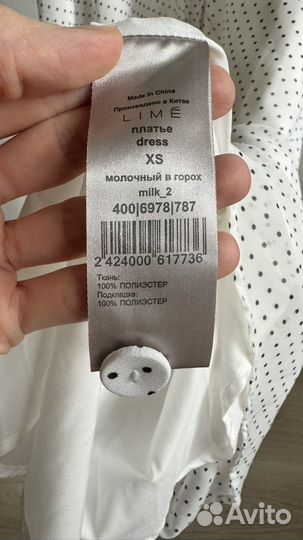 Made in China
Произведено в Китае
LIMÉ
платье
dress
XS
молочный в горох
milk_2
400|6978|787
2 424000 617736
Ткань:
100% ПОЛИЭСТЕР
Подкладка:
100% ПОЛИЭСТЕР
Avito